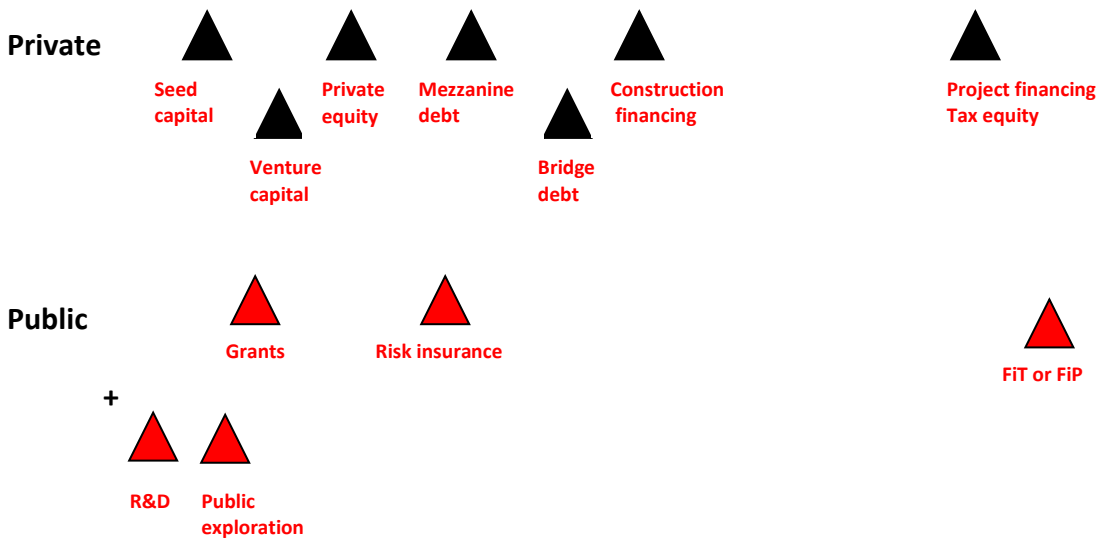 Private
Seed
capital
Private
equity
Mezzanine
debt
Construction
financing
Project financing
Tax equity
Venture
capital
Bridge
debt
Public
Grants
Risk insurance
FiT or FiP
+
R&D
Public
exploration